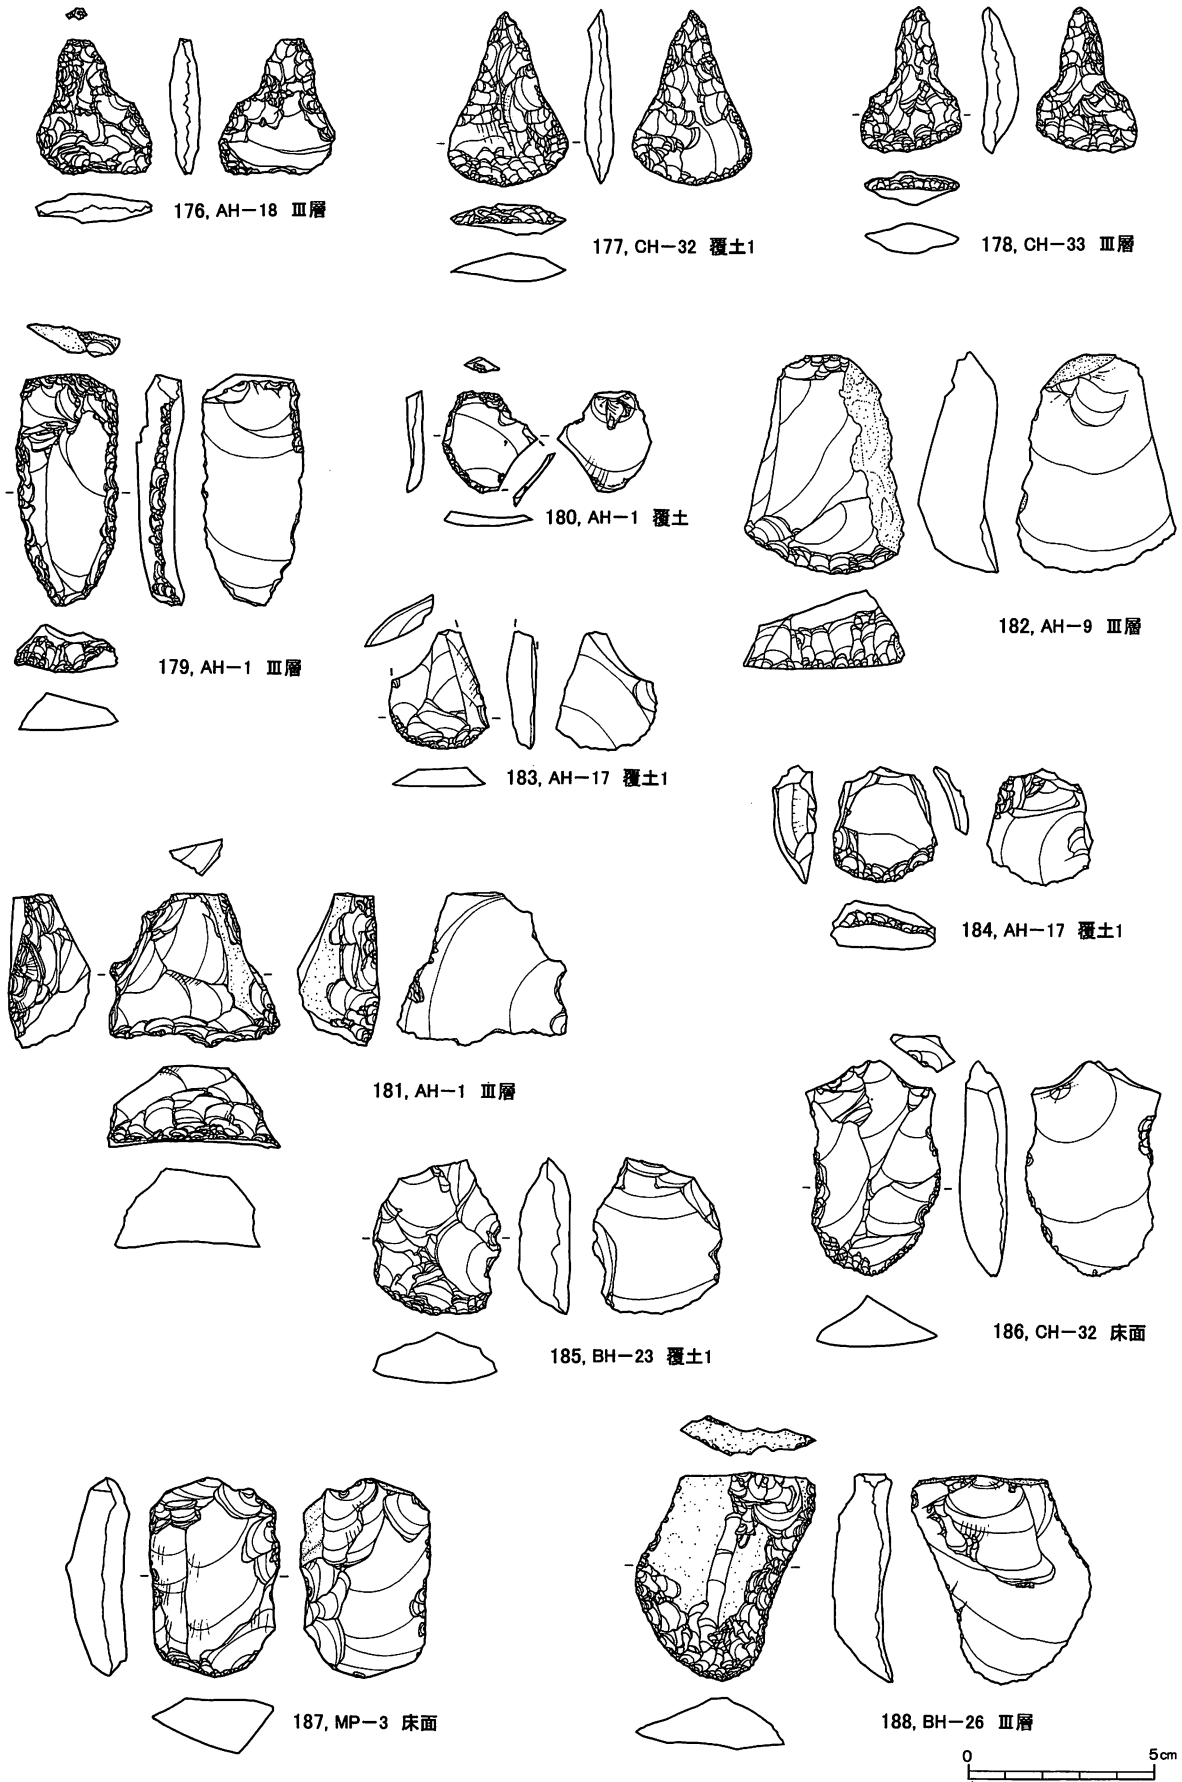 176, AH－18 Ⅲ層
177, CH－32 覆土1
178, CH－33 Ⅲ層
179, AH－1 Ⅲ層
180, AH－1 覆土
182, AH－9 Ⅲ層
183, AH－17 覆土1
184, AH－17 覆土1
181, AH－1 Ⅲ層
185, BH－23 覆土1
186, CH－32 床面
187, MP－3 床面
188, BH－26 Ⅲ層
0 5cm